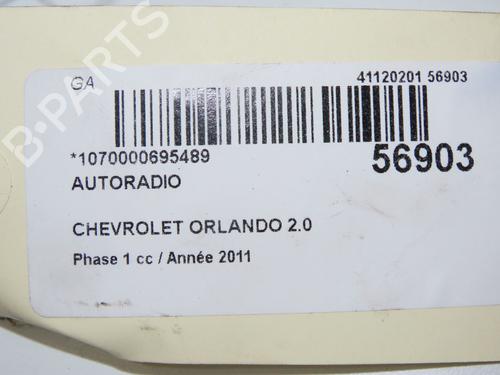 GA
41120201 56903
*1070000695489
56903
AUTORADIO
CHEVROLET ORLANDO 2.0
Phase 1 cc / Année 2011
B-PARTS